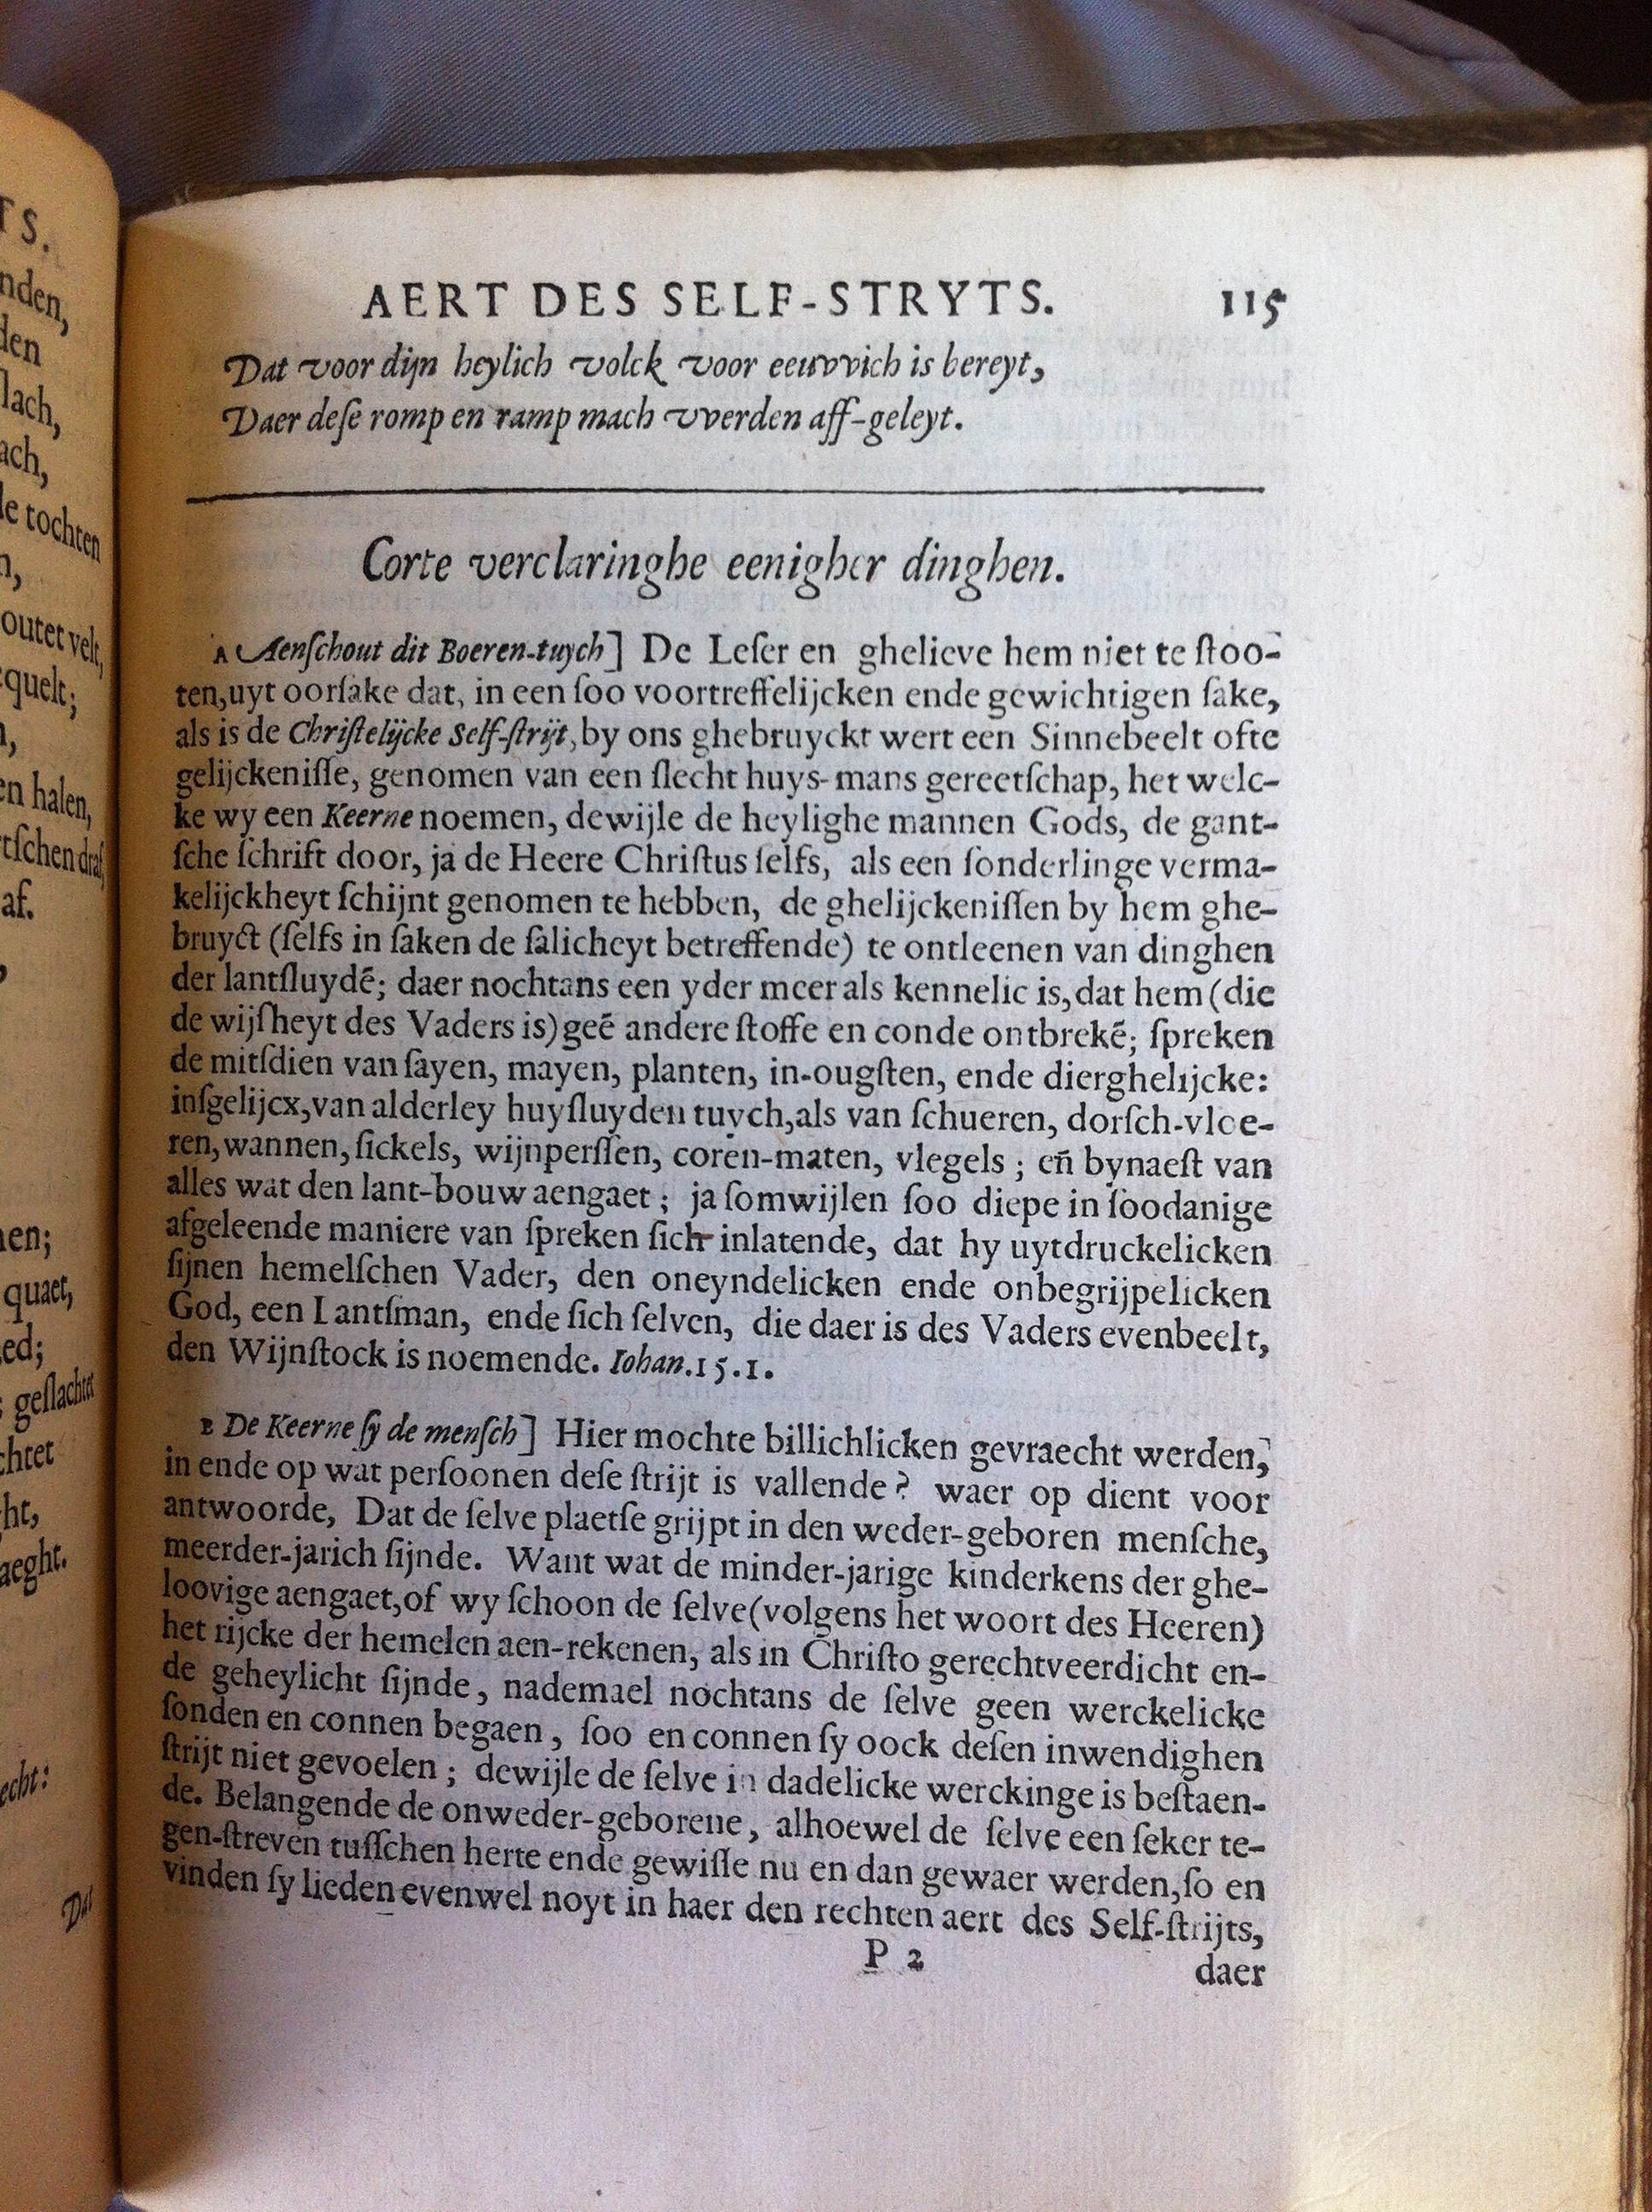 AERT DES SELF-STRYTS. 115
Dat voor dijn heylich volck voor eeuvvich is bereyt,
Daer deſe romp en ramp mach vverden aff-geleyt.
Corte verclaringhe eenigher dinghen.
A Aenſchout dit Boeren-tuych] De Leſer en ghelieve hem niet te ſtoo-
ten, uyt oorſake dat, in een ſoo voortreffelijcken ende gewichtigen ſake,
als is de Chriſtelijcke Self-ſtrijt, by ons ghebruyckt wert een Sinnebeelt ofte
gelijckeniſſe, genomen van een ſlecht huys-mans gereetſchap, het welc-
ke wy een Keerne noemen, dewijle de heylighe mannen Gods, de gant-
ſche ſchrift door, ja de Heere Chriſtus ſelfs, als een ſonderlinge verma-
kelijckheyt ſchijnt genomen te hebben, de ghelijckeniſſen by hem ghe-
bruyct (ſelfs in ſaken de ſalicheyt betreffende) te ontleenen van dinghen
der lantſluydē; daer nochtans een yder meer als kennelic is, dat hem (die
de wijſheyt des Vaders is) geē andere ſtoffe en conde ontbrekē; ſpreken
de mitſdien van ſayen, mayen, planten, in-ougſten, ende dierghelijcke:
inſgelijcx, van alderley huyſluyden tuych, als van ſchueren, dorſch-vloe-
ren, wannen, ſickels, wijnperſſen, coren-maten, vlegels; en̄ bynaeſt van
alles wat den lant-bouw aengaet; ja ſomwijlen ſoo diepe in ſoodanige
afgeleende maniere van ſpreken ſich inlatende, dat hy uytdruckelicken
ſijnen hemelſchen Vader, den oneyndelicken ende onbegrijpelicken
God, een Lantſman, ende ſich ſelven, die daer is des Vaders evenbeelt,
den Wijnſtock is noemende. Iohan. 15.1.
B De Keerne ſy de menſch] Hier mochte billichlicken gevraecht werden,
in ende op wat perſoonen deſe ſtrijt is vallende? waer op dient voor
antwoorde, Dat de ſelve plaetſe grijpt in den weder-geboren menſche,
meerder-jarich ſijnde. Want wat de minder-jarige kinderkens der ghe-
loovige aengaet, of wy ſchoon de ſelve (volgens het woort des Heeren)
het rijcke der hemelen aen-rekenen, als in Chriſto gerechtveerdicht en-
de geheylicht ſijnde, nademael nochtans de ſelve geen werckelicke
ſonden en connen begaen, ſoo en connen ſy oock deſen inwendighen
ſtrijt niet gevoelen; dewijle de ſelve in dadelicke werckinge is beſtaen-
de. Belangende de onweder-geborene, alhoewel de ſelve een ſeker te-
gen-ſtreven tuſſchen herte ende gewiſſe nu en dan gewaer werden, ſo en
vinden ſy lieden evenwel noyt in haer den rechten aert des Self-ſtrijts,
P 2 daer